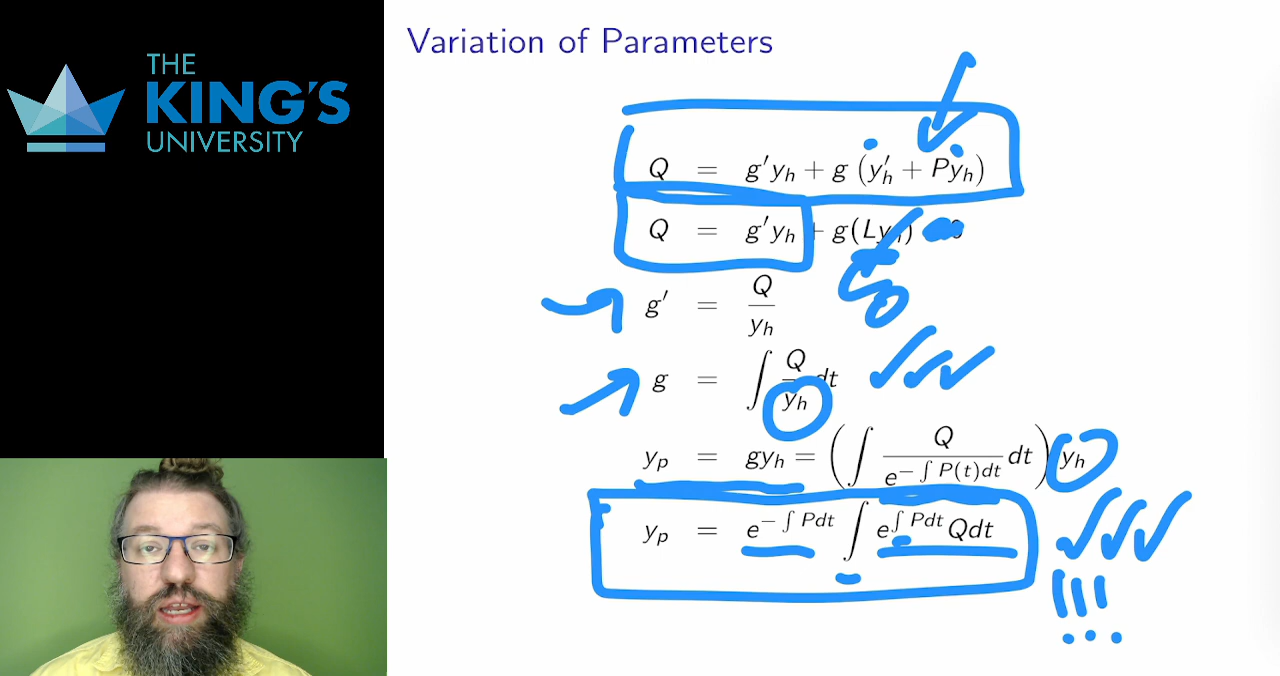 THE
KING'S
UNIVERSITY
Variation of Parameters
Q = g′y_h + g (y′_h + Py_h)
Q = g′y_h + g(Ly_h)
g′ = Q/y_h
g = ∫ Q/y_h dt
y_p = gy_h = (∫ Q/e^{−∫P(t)dt} dt) y_h
y_p = e^{−∫Pdt} ∫ e^{∫Pdt} Qdt
!!!